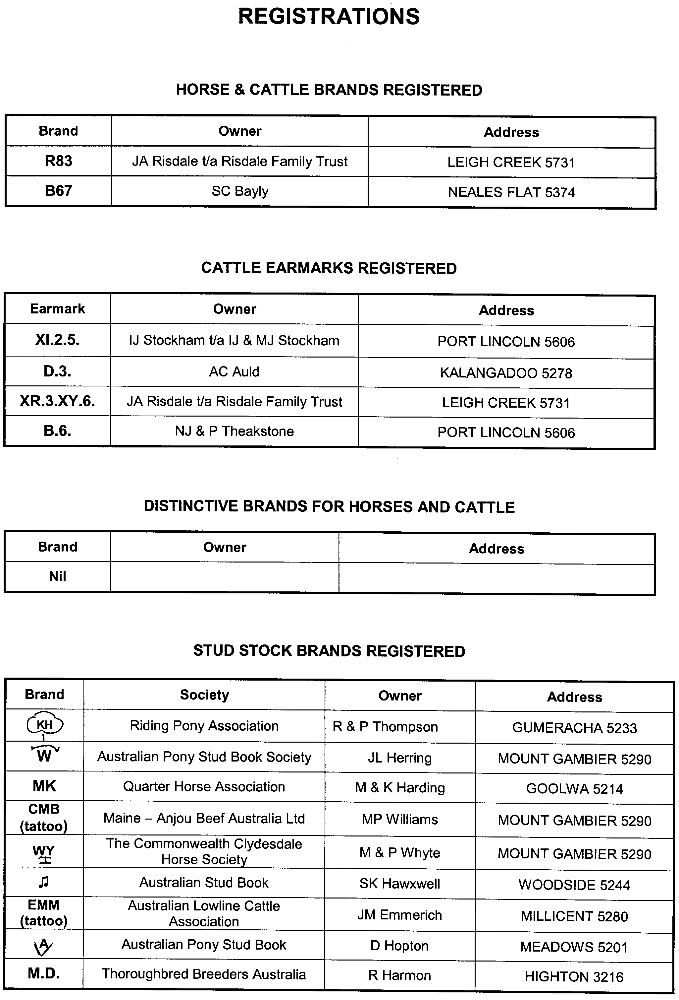 REGISTRATIONS
HORSE & CATTLE BRANDS REGISTERED
Brand Owner Address
R83 JA Risdale t/a Risdale Family Trust LEIGH CREEK 5731
B67 SC Bayly NEALES FLAT 5374
CATTLE EARMARKS REGISTERED
Earmark Owner Address
XI.2.5. IJ Stockham t/a IJ & MJ Stockham PORT LINCOLN 5606
D.3. AC Auld KALANGADOO 5278
XR.3.XY.6. JA Risdale t/a Risdale Family Trust LEIGH CREEK 5731
B.6. NJ & P Theakstone PORT LINCOLN 5606
DISTINCTIVE BRANDS FOR HORSES AND CATTLE
Brand Owner Address
Nil
STUD STOCK BRANDS REGISTERED
Brand Society Owner Address
KH Riding Pony Association R & P Thompson GUMERACHA 5233
W Australian Pony Stud Book Society JL Herring MOUNT GAMBIER 5290
MK Quarter Horse Association M & K Harding GOOLWA 5214
CMB
(tattoo) Maine – Anjou Beef Australia Ltd MP Williams MOUNT GAMBIER 5290
WY The Commonwealth Clydesdale
Horse Society M & P Whyte MOUNT GAMBIER 5290
♫ Australian Stud Book SK Hawxwell WOODSIDE 5244
EMM
(tattoo) Australian Lowline Cattle
Association JM Emmerich MILLICENT 5280
A Australian Pony Stud Book D Hopton MEADOWS 5201
M.D. Thoroughbred Breeders Australia R Harmon HIGHTON 3216